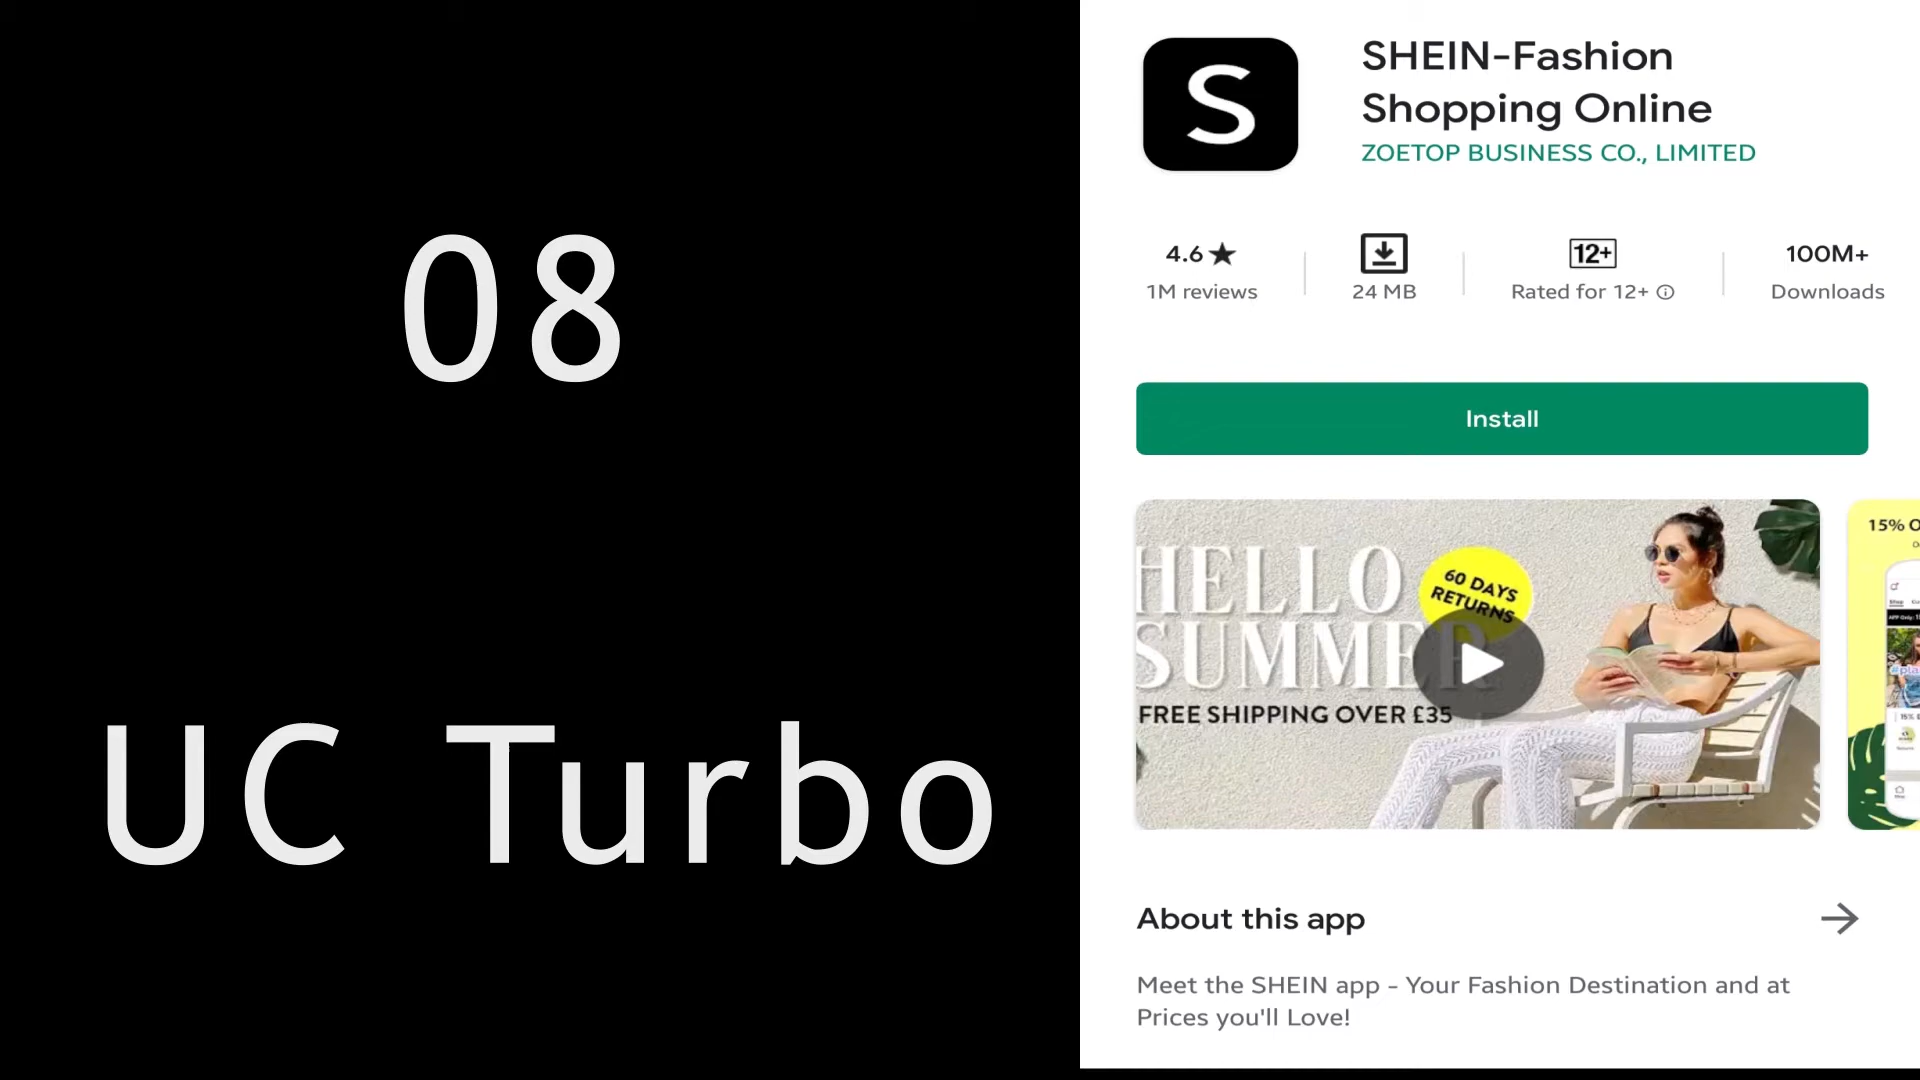 08
UC Turbo
S
SHEIN-Fashion
Shopping Online
ZOETOP BUSINESS CO., LIMITED
4.6★
1M reviews
24 MB
12+
Rated for 12+
100M+
Downloads
Install
HELLO
SUMMER
60 DAYS
RETURNS
FREE SHIPPING OVER £35
15% O
About this app
Meet the SHEIN app - Your Fashion Destination and at
Prices you'll Love!